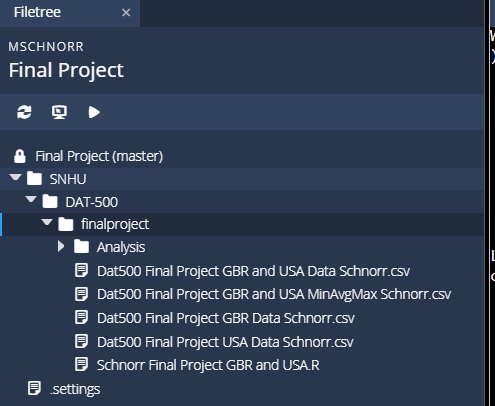 Filetree ×
MSCHNORR
Final Project
Final Project (master)
SNHU
DAT-500
finalproject
Analysis
Dat500 Final Project GBR and USA Data Schnorr.csv
Dat500 Final Project GBR and USA MinAvgMax Schnorr.csv
Dat500 Final Project GBR Data Schnorr.csv
Dat500 Final Project USA Data Schnorr.csv
Schnorr Final Project GBR and USA.R
.settings